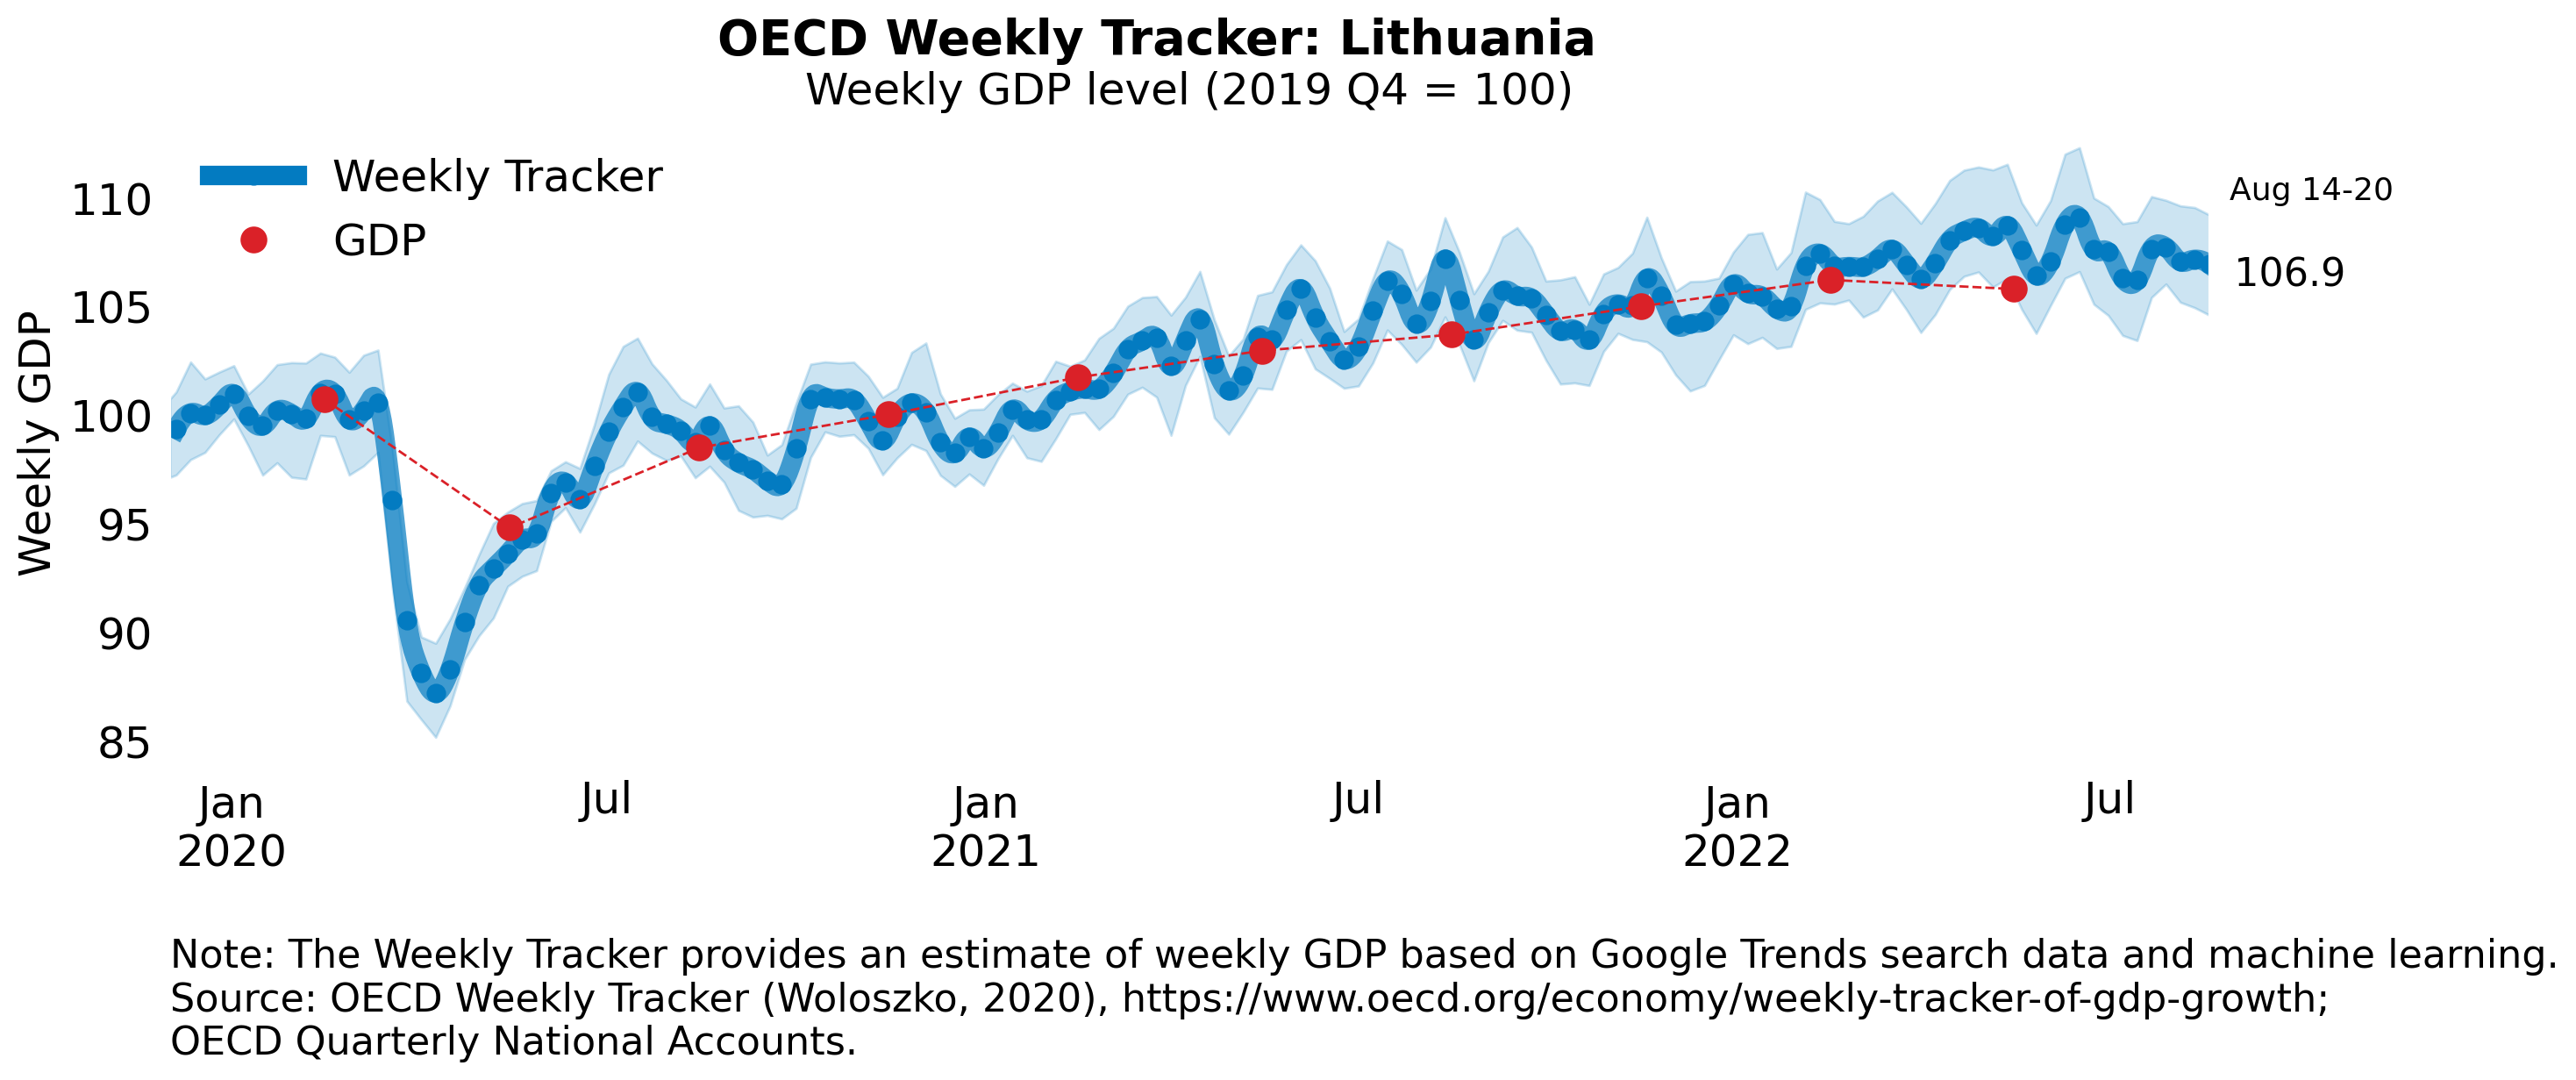 OECD Weekly Tracker: Lithuania
Weekly GDP level (2019 Q4 = 100)
Weekly Tracker
GDP
Weekly GDP
110
105
100
95
90
85
Aug 14-20
106.9
Jan
2020
Jul
Jan
2021
Jul
Jan
2022
Jul
Note: The Weekly Tracker provides an estimate of weekly GDP based on Google Trends search data and machine learning.
Source: OECD Weekly Tracker (Woloszko, 2020), https://www.oecd.org/economy/weekly-tracker-of-gdp-growth;
OECD Quarterly National Accounts.